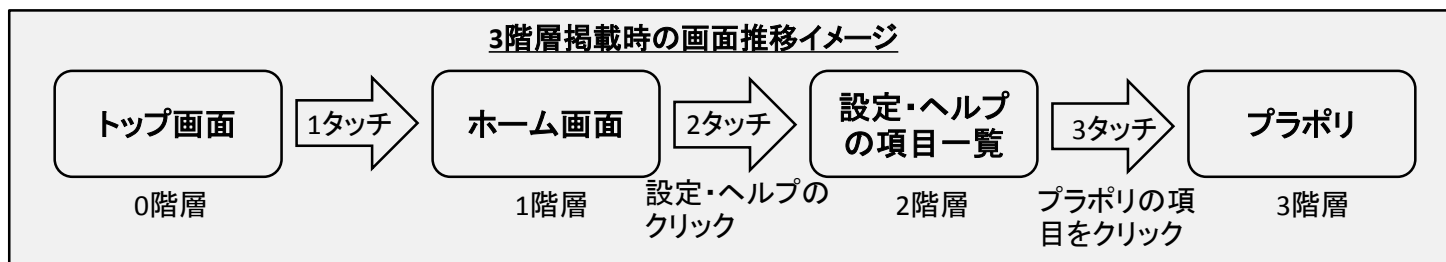 3階層掲載時の画面推移イメージ
トップ画面
1タッチ
ホーム画面
2タッチ
設定・ヘルプ
の項目一覧
3タッチ
プラポリ
0階層
1階層
設定・ヘルプの
クリック
2階層
プラポリの項
目をクリック
3階層